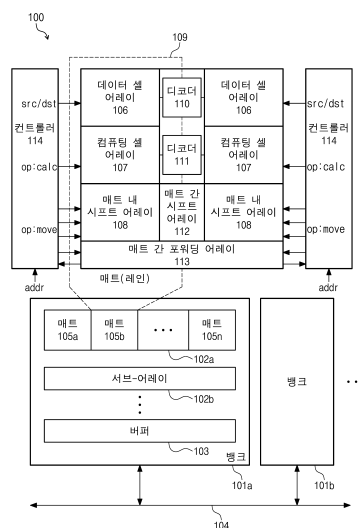 100
109
데이터 셀
어레이
106
디코더
110
데이터 셀
어레이
106
src/dst
컨트롤러
114
op:calc
op:move
addr
컴퓨팅 셀
어레이
107
디코더
111
컴퓨팅 셀
어레이
107
src/dst
컨트롤러
114
op:calc
op:move
addr
매트 내
시프트 어레이
108
매트 간
시프트
어레이
112
매트 내
시프트 어레이
108
매트 간 포워딩 어레이
113
매트(레인)
매트
105a
매트
105b
• • •
매트
105n
102a
서브-어레이
102b
버퍼
103
뱅크
101a
뱅크
101b
104